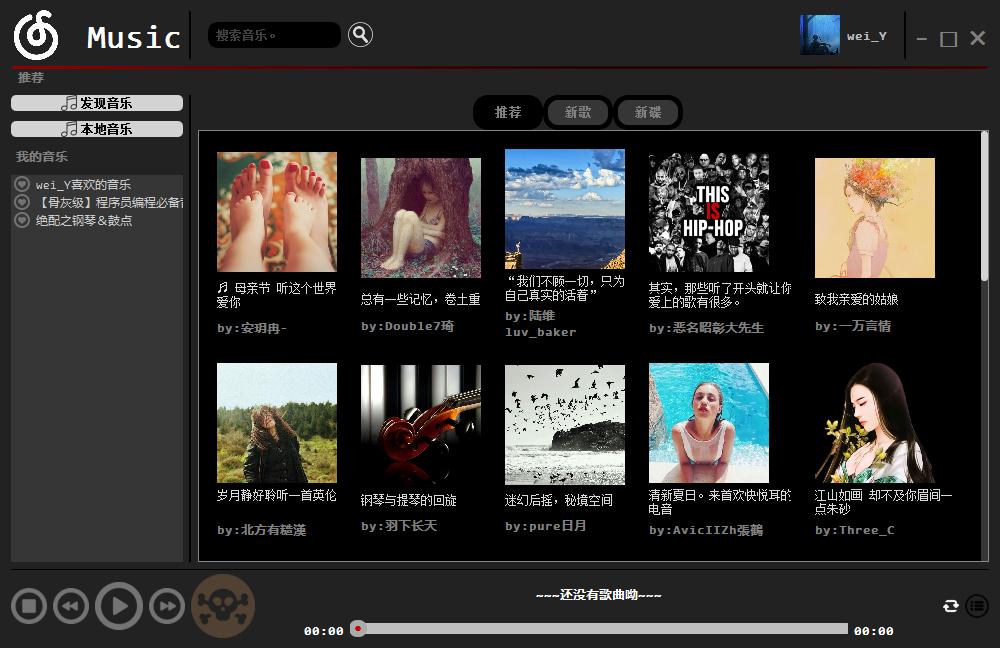 Music
搜索音乐。
wei_Y
推荐
发现音乐
本地音乐
我的音乐
wei_Y喜欢的音乐
【骨灰级】程序员编程必备
绝配之钢琴&鼓点
推荐
新歌
新碟
THIS
IS
HIP-HOP
♬ 母亲节 听这个世界
爱你
by:安玥冉-
总有一些记忆，卷土重
by:Double7琦
“我们不顾一切，只为
自己真实的活着”
by:陆维
luv_baker
其实，那些听了开头就让你
爱上的歌有很多。
by:恶名昭彰大先生
致我亲爱的姑娘
by:一万言情
岁月静好聆听一首英伦
by:北方有糙漢
钢琴与提琴的回旋
by:羽下长天
迷幻后摇，秘境空间
by:pure日月
清新夏日。来首欢快悦耳的
电音
by:AvicIIZh張鶴
江山如画 却不及你眉间一
点朱砂
by:Three_C
~~~还没有歌曲呦~~~
00:00
00:00